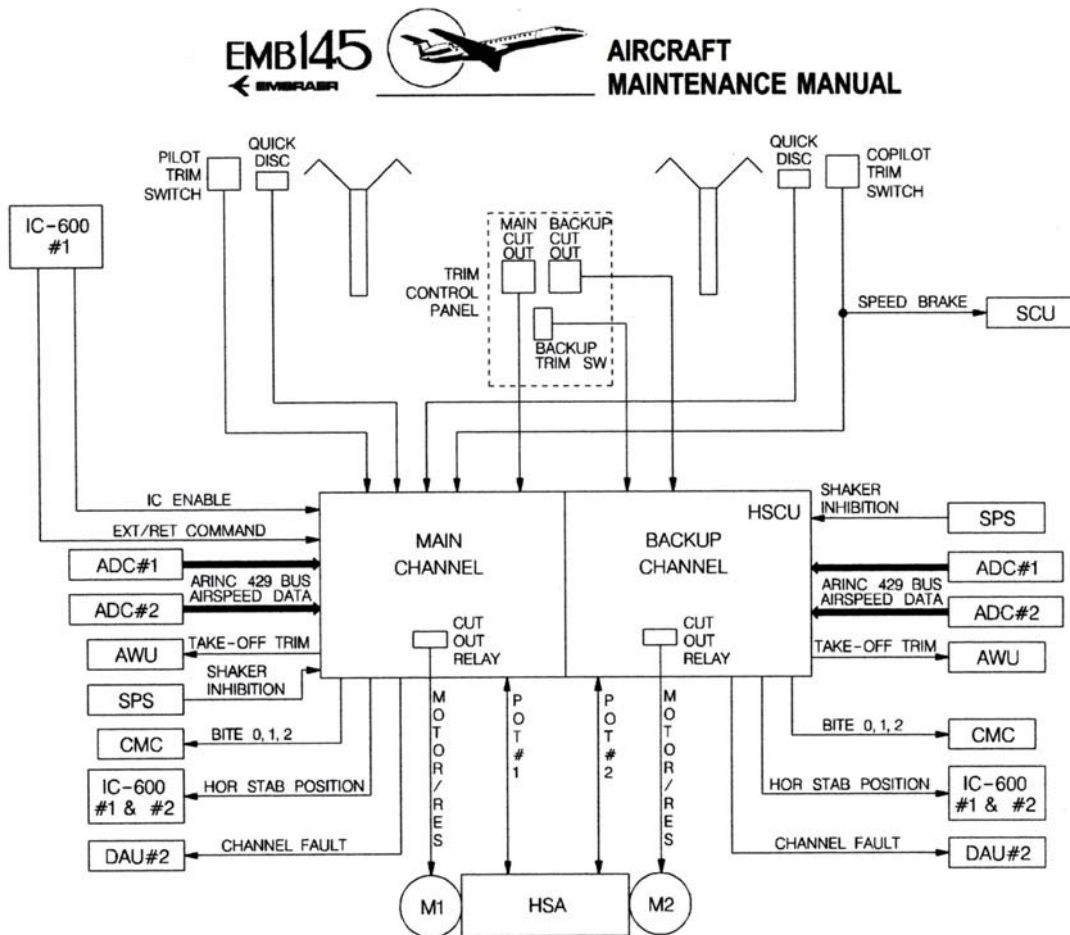 EMB145
EMBRAER
AIRCRAFT
MAINTENANCE MANUAL
PILOT
TRIM
SWITCH
QUICK
DISC
QUICK
DISC
COPILOT
TRIM
SWITCH
IC-600
#1
MAIN
CUT
OUT
BACKUP
CUT
OUT
TRIM
CONTROL
PANEL
BACKUP
TRIM SW
SPEED BRAKE
SCU
IC ENABLE
EXT/RET COMMAND
ADC#1
ARINC 429 BUS
AIRSPEED DATA
ADC#2
AWU
TAKE-OFF TRIM
SHAKER
INHIBITION
SPS
CMC
BITE 0,1,2
IC-600
#1 & #2
HOR STAB POSITION
DAU#2
CHANNEL FAULT
MAIN
CHANNEL
CUT
OUT
RELAY
HSCU
BACKUP
CHANNEL
CUT
OUT
RELAY
MOTOR/RES
POT#1
POT#2
MOTOR/RES
M1
HSA
M2
SHAKER
INHIBITION
SPS
ADC#1
ARINC 429 BUS
AIRSPEED DATA
ADC#2
TAKE-OFF TRIM
AWU
BITE 0,1,2
CMC
HOR STAB POSITION
IC-600
#1 & #2
CHANNEL FAULT
DAU#2